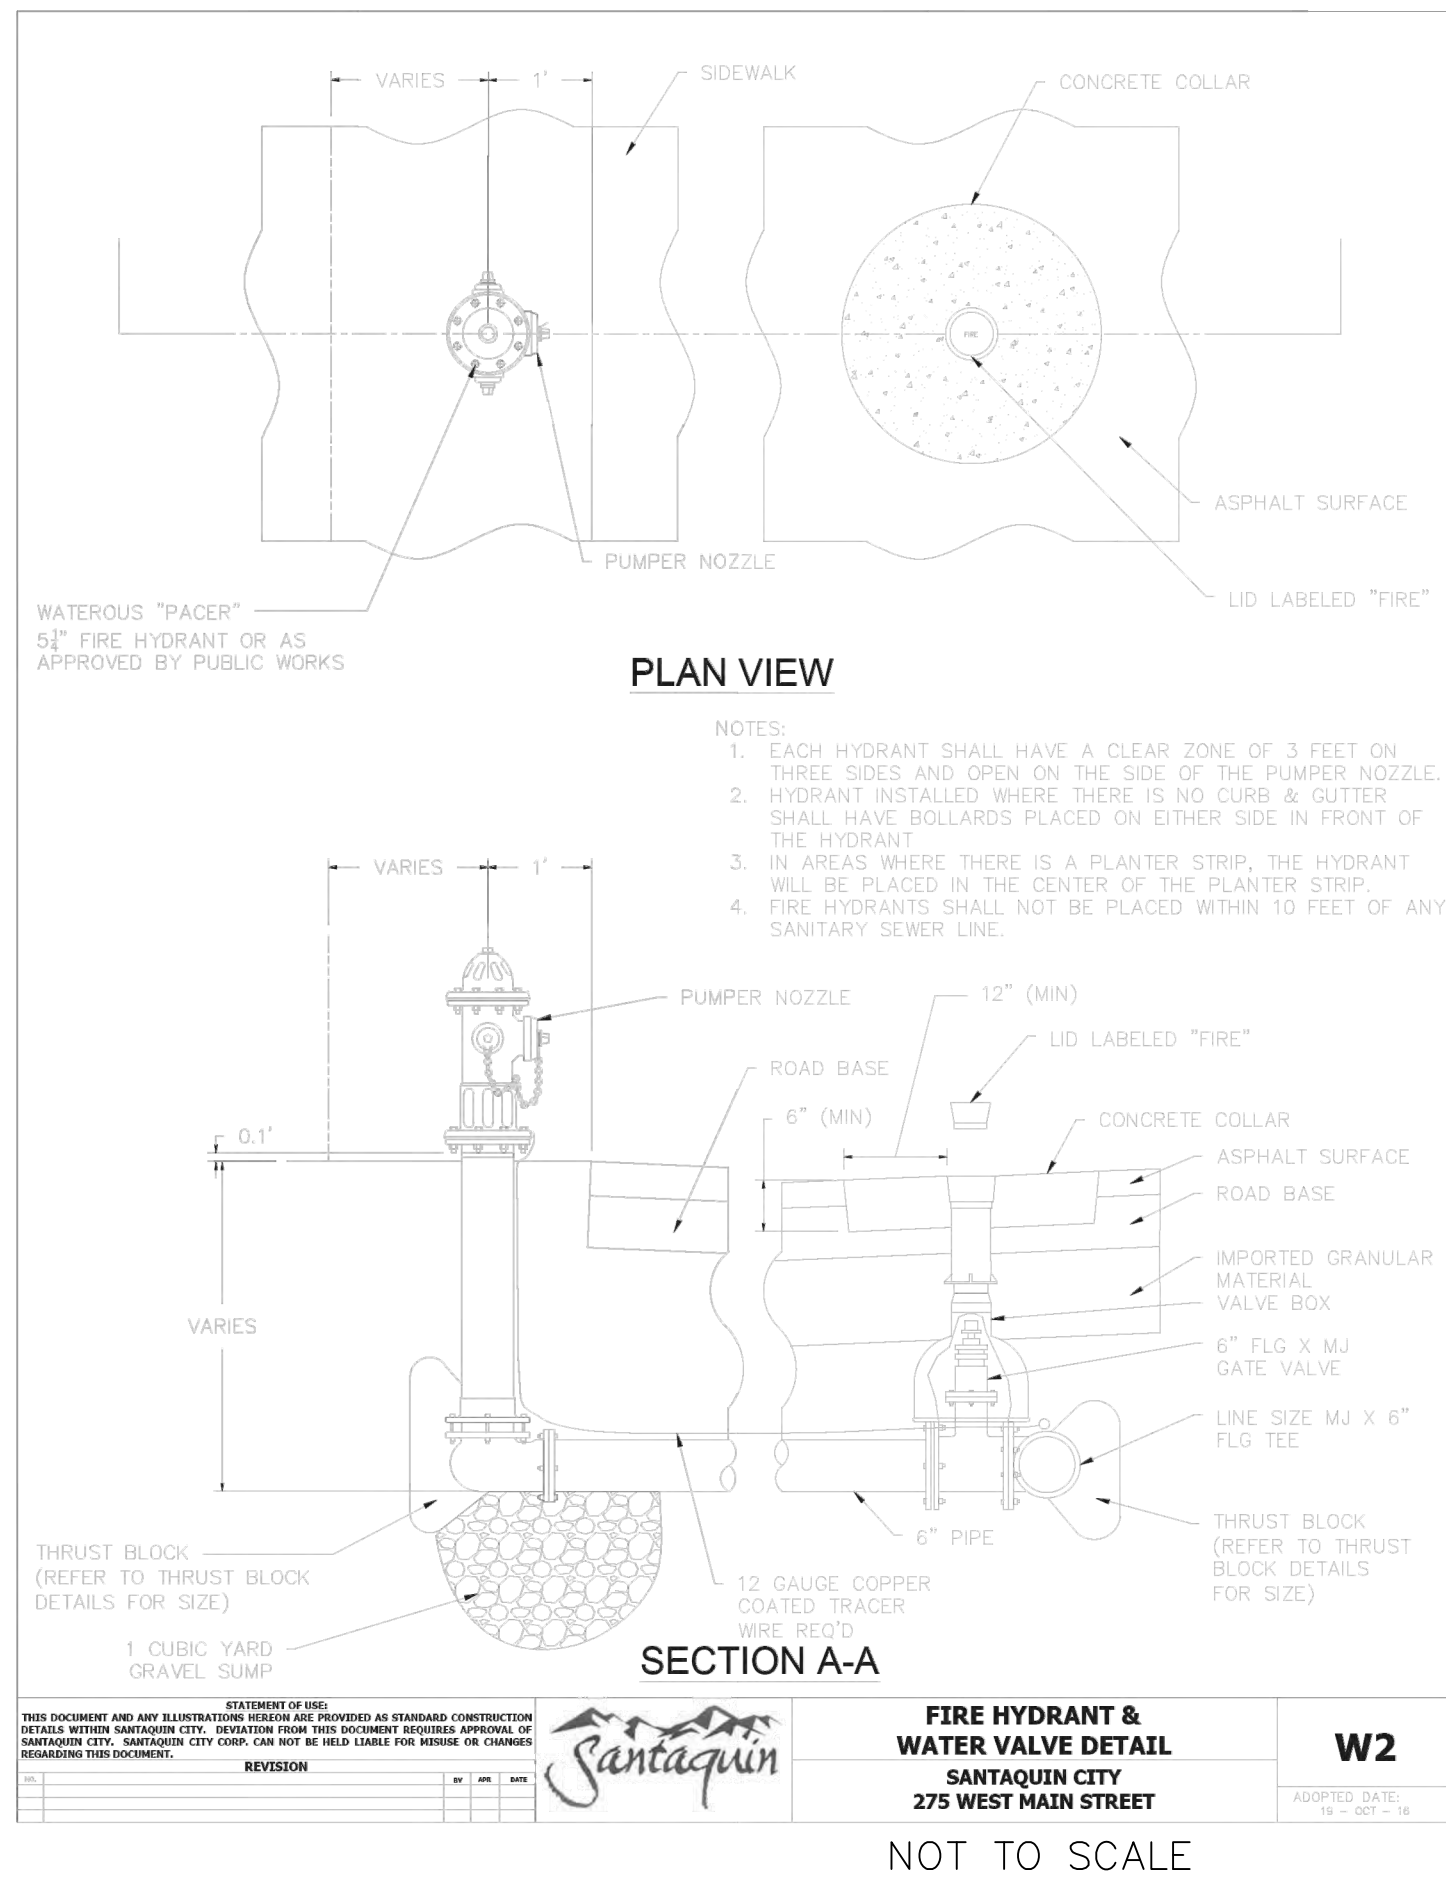 VARIES
1'
SIDEWALK
CONCRETE COLLAR
FIRE
ASPHALT SURFACE
PUMPER NOZZLE
LID LABELED "FIRE"
WATEROUS "PACER"
5¼" FIRE HYDRANT OR AS
APPROVED BY PUBLIC WORKS
PLAN VIEW
NOTES:
1. EACH HYDRANT SHALL HAVE A CLEAR ZONE OF 3 FEET ON
THREE SIDES AND OPEN ON THE SIDE OF THE PUMPER NOZZLE.
2. HYDRANT INSTALLED WHERE THERE IS NO CURB & GUTTER
SHALL HAVE BOLLARDS PLACED ON EITHER SIDE IN FRONT OF
THE HYDRANT
3. IN AREAS WHERE THERE IS A PLANTER STRIP, THE HYDRANT
WILL BE PLACED IN THE CENTER OF THE PLANTER STRIP.
4. FIRE HYDRANTS SHALL NOT BE PLACED WITHIN 10 FEET OF ANY
SANITARY SEWER LINE.
VARIES
1'
PUMPER NOZZLE
12" (MIN)
LID LABELED "FIRE"
ROAD BASE
6" (MIN)
CONCRETE COLLAR
0.1'
ASPHALT SURFACE
ROAD BASE
IMPORTED GRANULAR
MATERIAL
VALVE BOX
VARIES
6" FLG X MJ
GATE VALVE
LINE SIZE MJ X 6"
FLG TEE
6" PIPE
THRUST BLOCK
(REFER TO THRUST
BLOCK DETAILS
FOR SIZE)
THRUST BLOCK
(REFER TO THRUST BLOCK
DETAILS FOR SIZE)
12 GAUGE COPPER
COATED TRACER
WIRE REQ'D
1 CUBIC YARD
GRAVEL SUMP
SECTION A-A
STATEMENT OF USE:
THIS DOCUMENT AND ANY ILLUSTRATIONS HEREON ARE PROVIDED AS STANDARD CONSTRUCTION
DETAILS WITHIN SANTAQUIN CITY. DEVIATION FROM THIS DOCUMENT REQUIRES APPROVAL OF
SANTAQUIN CITY. SANTAQUIN CITY CORP. CAN NOT BE HELD LIABLE FOR MISUSE OR CHANGES
REGARDING THIS DOCUMENT.
REVISION
NO.
BY APR DATE
Santaquin
FIRE HYDRANT &
WATER VALVE DETAIL
SANTAQUIN CITY
275 WEST MAIN STREET
W2
ADOPTED DATE:
19 - OCT - 16
NOT TO SCALE